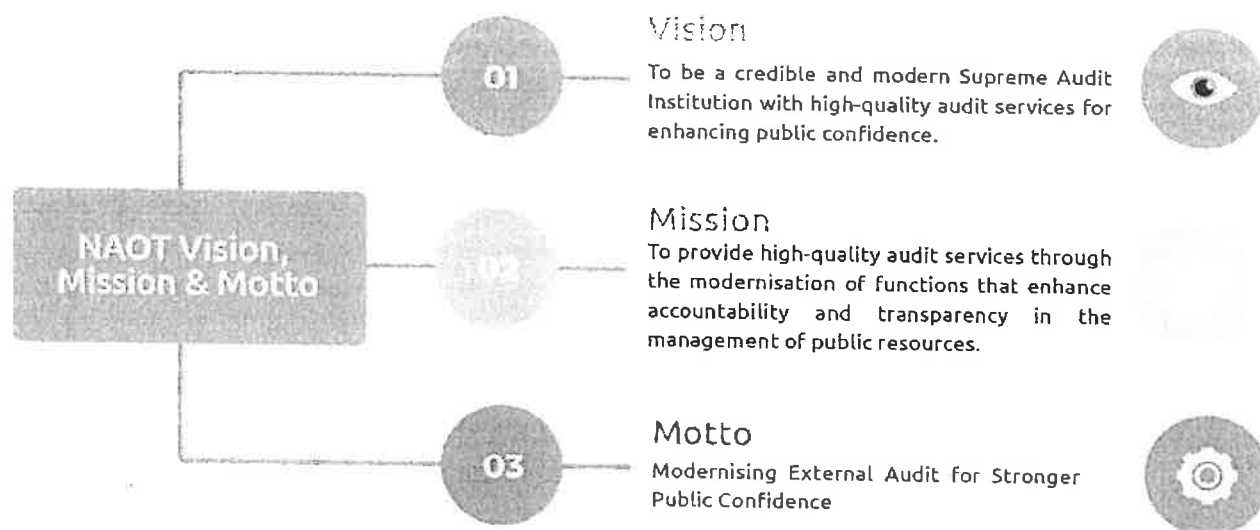 Vision
01
To be a credible and modern Supreme Audit
Institution with high-quality audit services for
enhancing public confidence.
NAOT Vision,
Mission & Motto
02
Mission
To provide high-quality audit services through
the modernisation of functions that enhance
accountability and transparency in the
management of public resources.
03
Motto
Modernising External Audit for Stronger
Public Confidence